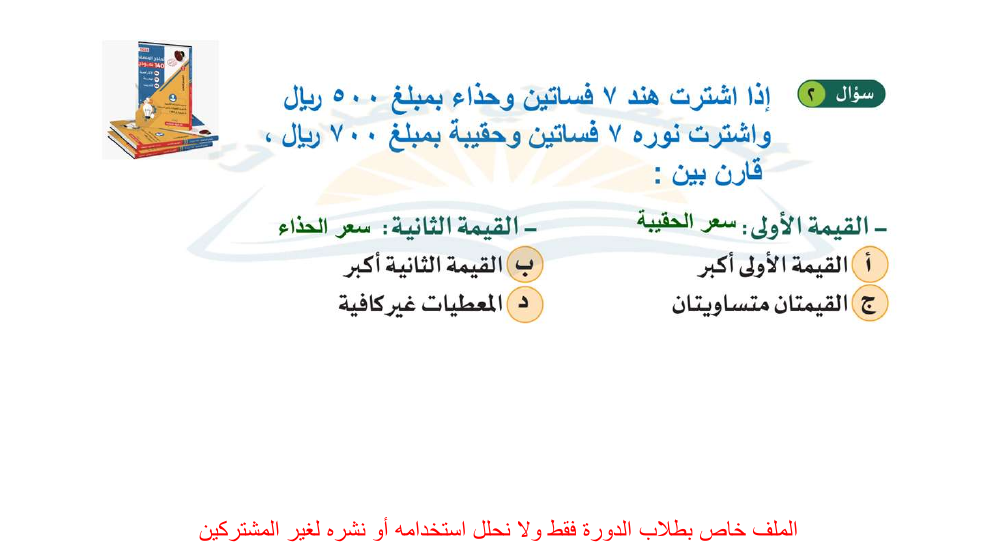 سؤال ٢
إذا اشترت هند ٧ فساتين وحذاء بمبلغ ٥٠٠ ريال
واشترت نوره ٧ فساتين وحقيبة بمبلغ ٧٠٠ ريال ،
قارن بين :
- القيمة الأولى: سعر الحقيبة
- القيمة الثانية: سعر الحذاء
أ القيمة الأولى أكبر
ب القيمة الثانية أكبر
ج القيمتان متساويتان
د المعطيات غير كافية
الملف خاص بطلاب الدورة فقط ولا نحلل استخدامه أو نشره لغير المشتركين